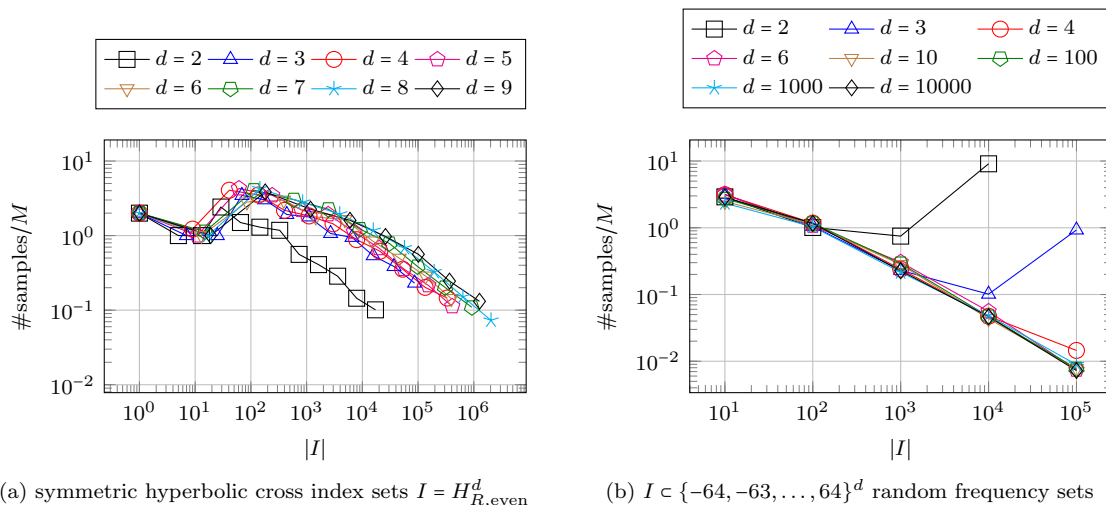 d = 2 d = 3 d = 4 d = 5
d = 6 d = 7 d = 8 d = 9
#samples/M
10^1
10^0
10^−1
10^−2
10^0 10^1 10^2 10^3 10^4 10^5 10^6
|I|
(a) symmetric hyperbolic cross index sets I = H^d_{R,even}
d = 2 d = 3 d = 4
d = 6 d = 10 d = 100
d = 1000 d = 10000
#samples/M
10^1
10^0
10^−1
10^−2
10^1 10^2 10^3 10^4 10^5
|I|
(b) I ⊂ {−64, −63, . . . , 64}^d random frequency sets